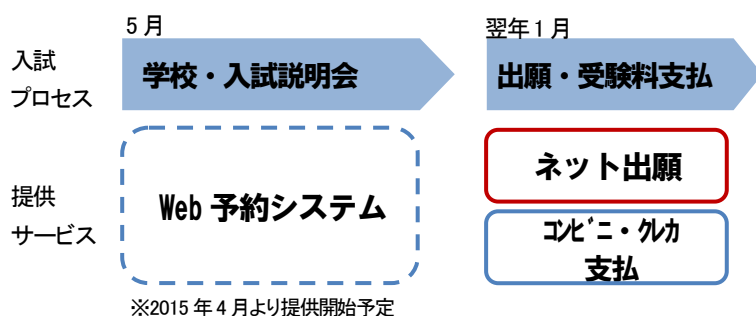 5月
翌年1月
入試
プロセス
学校・入試説明会
出願・受験料支払
提供
サービス
Web 予約システム
ネット出願
コンビニ・クレカ
支払
※2015年4月より提供開始予定